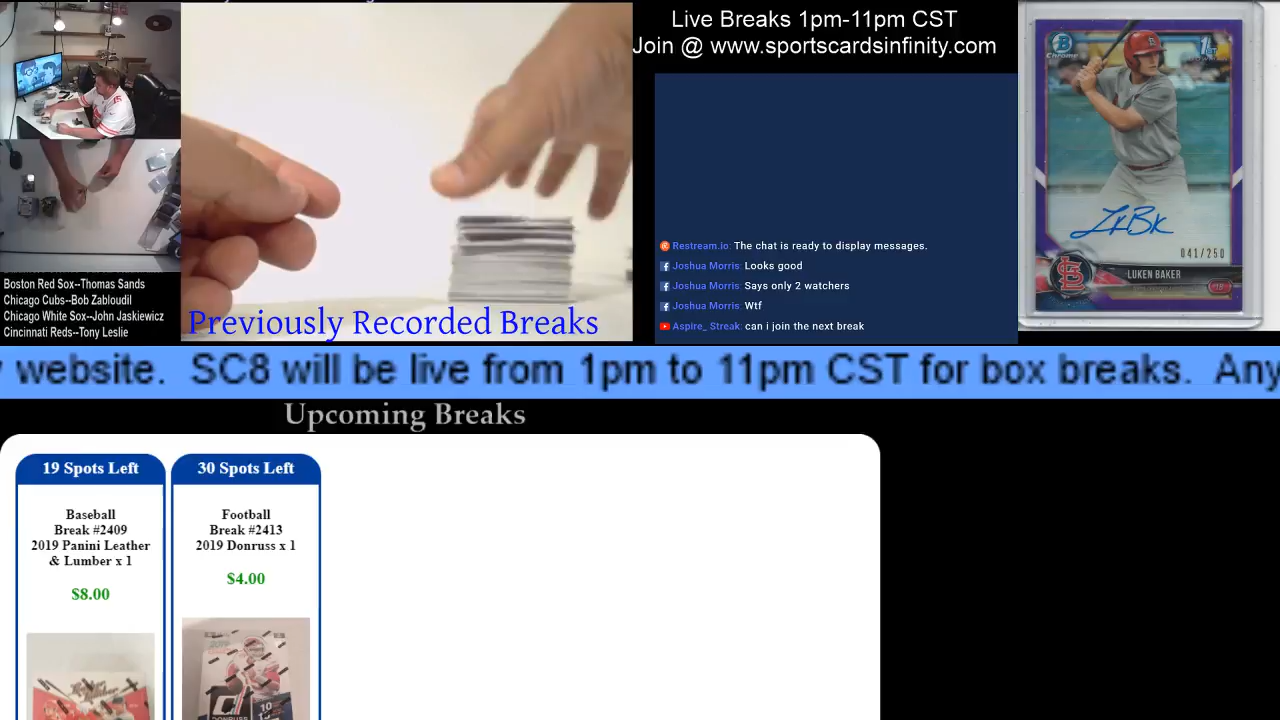 Live Breaks 1pm-11pm CST
Join @ www.sportscardsinfinity.com
Boston Red Sox--Thomas Sands
Chicago Cubs--Bob Zabloudil
Chicago White Sox--John Jaskiewicz
Cincinnati Reds--Tony Leslie
Previously Recorded Breaks
Restream.io: The chat is ready to display messages.
Joshua Morris: Looks good
Joshua Morris: Says only 2 watchers
Joshua Morris: Wtf
Aspire_ Streak: can i join the next break
CHROME
1st
BOWMAN
041/250
LUKEN BAKER
website. SC8 will be live from 1pm to 11pm CST for box breaks. Any
Upcoming Breaks
19 Spots Left
Baseball
Break #2409
2019 Panini Leather
& Lumber x 1
$8.00
30 Spots Left
Football
Break #2413
2019 Donruss x 1
$4.00
DONRUSS
10